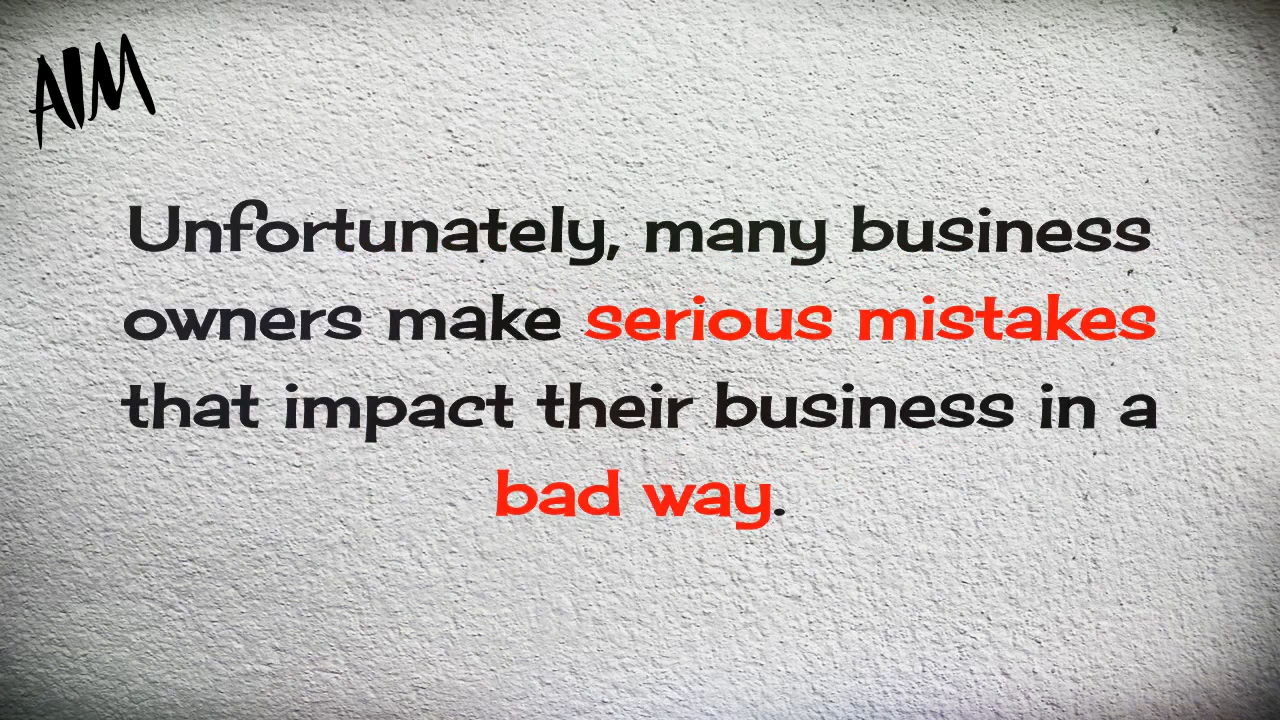 AIM
Unfortunately, many business
owners make serious mistakes
that impact their business in a
bad way.